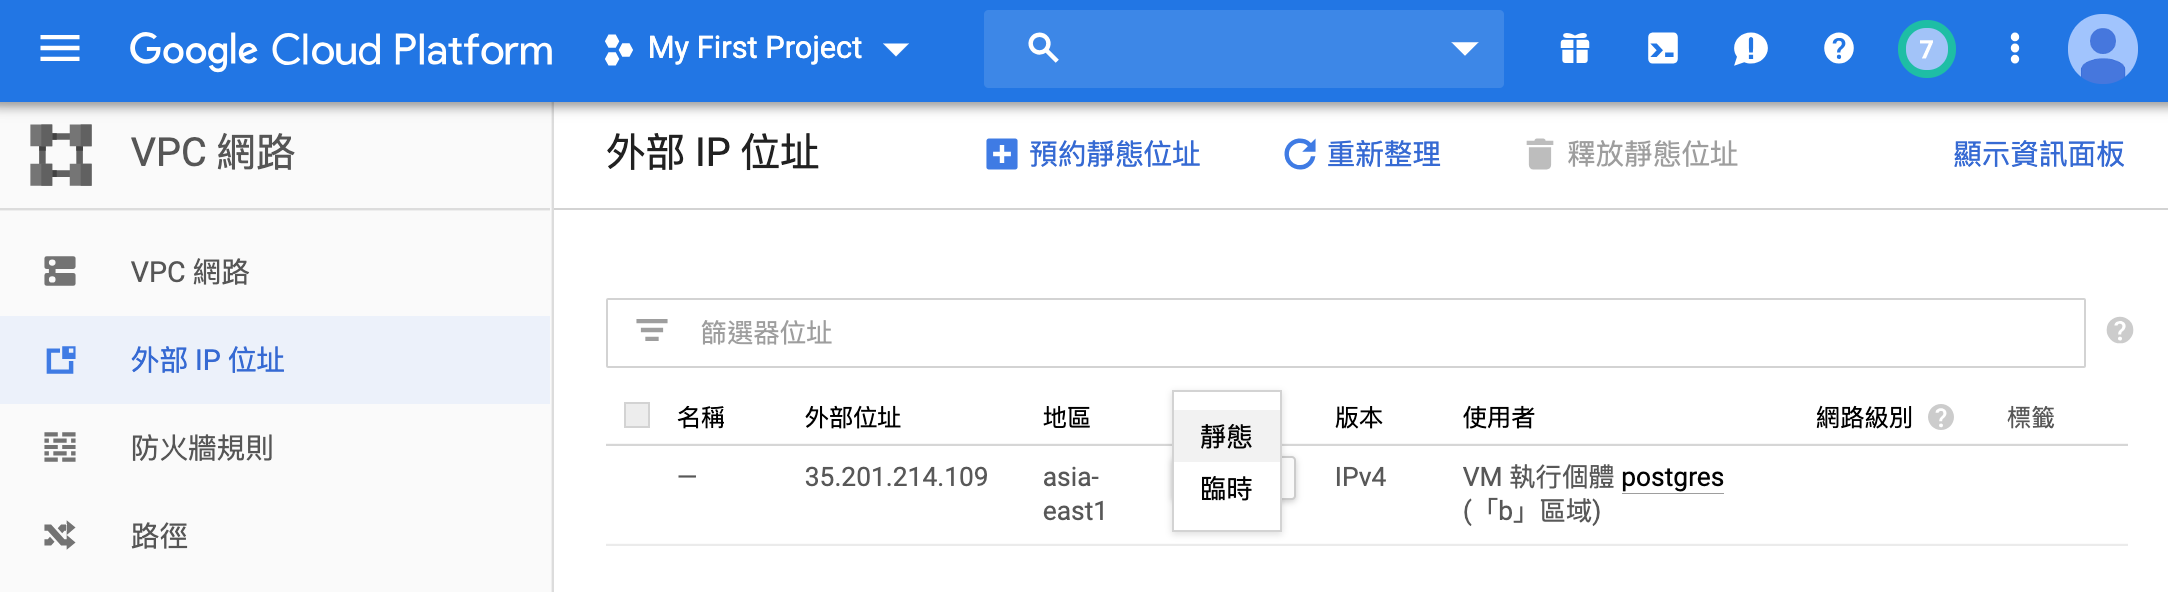 Google Cloud Platform
My First Project
7
VPC 網路
外部 IP 位址
預約靜態位址
重新整理
釋放靜態位址
顯示資訊面板
VPC 網路
外部 IP 位址
防火牆規則
路徑
篩選器位址
名稱
外部位址
地區
靜態
臨時
版本
使用者
網路級別
標籤
—
35.201.214.109
asia-
east1
IPv4
VM 執行個體 postgres
(「b」區域)